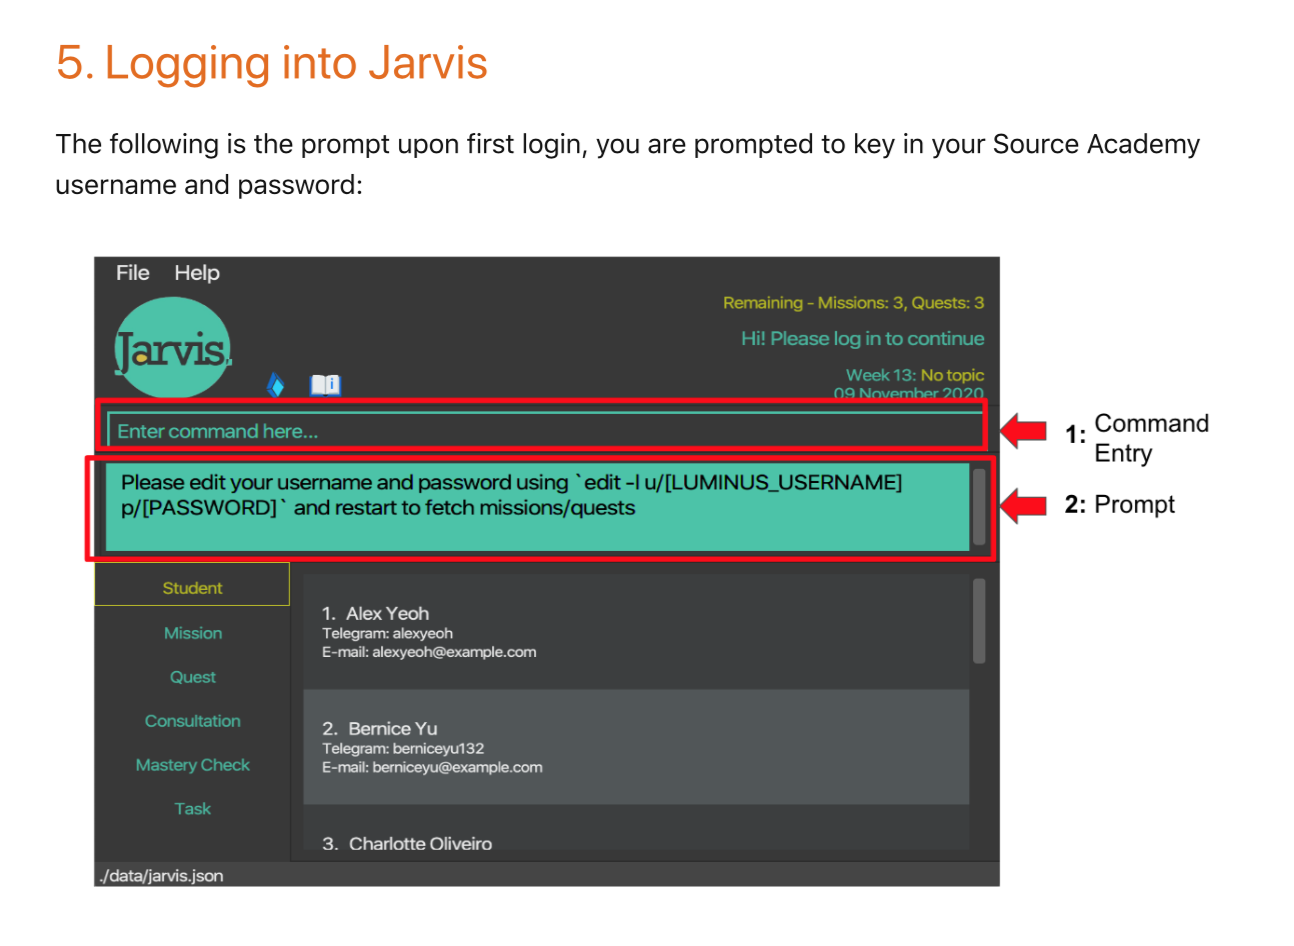 5. Logging into Jarvis
The following is the prompt upon first login, you are prompted to key in your Source Academy
username and password:
File Help
Remaining - Missions: 3, Quests: 3
Jarvis.
Hi! Please log in to continue
Week 13: No topic
09 November 2020
Enter command here...
1: Command
Entry
Please edit your username and password using `edit -l u/[LUMINUS_USERNAME]
p/[PASSWORD]` and restart to fetch missions/quests
2: Prompt
Student
Mission
Quest
Consultation
Mastery Check
Task
1. Alex Yeoh
Telegram: alexyeoh
E-mail: alexyeoh@example.com
2. Bernice Yu
Telegram: berniceyu132
E-mail: berniceyu@example.com
3. Charlotte Oliveiro
./data/jarvis.json